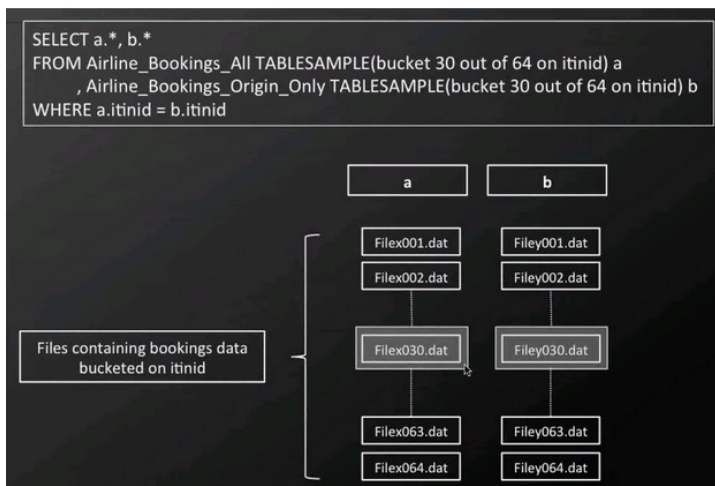 SELECT a.*, b.*
FROM Airline_Bookings_All TABLESAMPLE(bucket 30 out of 64 on itinid) a
, Airline_Bookings_Origin_Only TABLESAMPLE(bucket 30 out of 64 on itinid) b
WHERE a.itinid = b.itinid
a b
Filex001.dat Filey001.dat
Filex002.dat Filey002.dat
Files containing bookings data
bucketed on itinid
Filex030.dat Filey030.dat
Filex063.dat Filey063.dat
Filex064.dat Filey064.dat